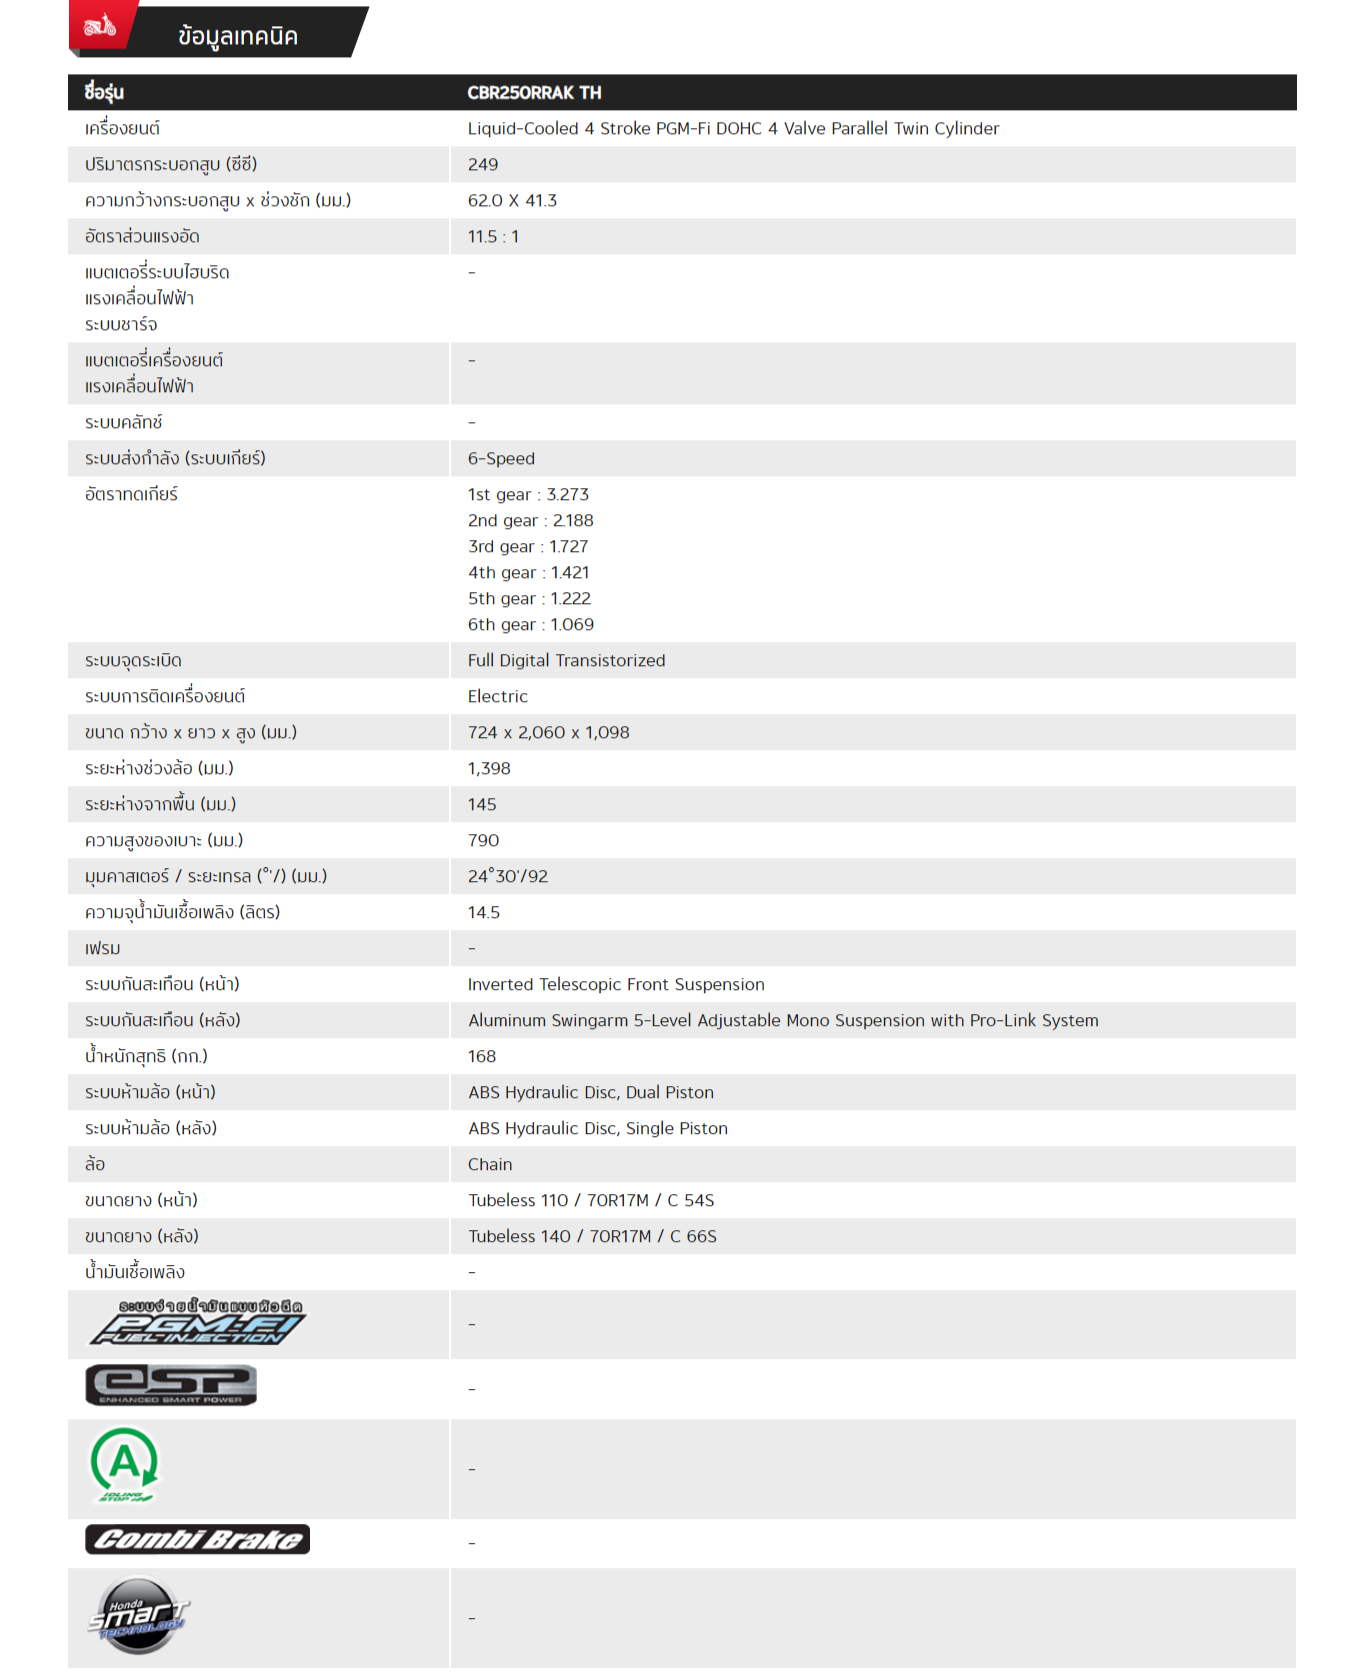 ข้อมูลเทคนิค
ชื่อรุ่น CBR250RRAK TH
เครื่องยนต์ Liquid-Cooled 4 Stroke PGM-Fi DOHC 4 Valve Parallel Twin Cylinder
ปริมาตรกระบอกสูบ (ซีซี) 249
ความกว้างกระบอกสูบ x ช่วงชัก (มม.) 62.0 X 41.3
อัตราส่วนแรงอัด 11.5 : 1
แบตเตอรี่ระบบไฮบริด -
แรงเคลื่อนไฟฟ้า
ระบบชาร์จ
แบตเตอรี่เครื่องยนต์ -
แรงเคลื่อนไฟฟ้า
ระบบคลัทช์ -
ระบบส่งกำลัง (ระบบเกียร์) 6-Speed
อัตราทดเกียร์ 1st gear : 3.273
2nd gear : 2.188
3rd gear : 1.727
4th gear : 1.421
5th gear : 1.222
6th gear : 1.069
ระบบจุดระเบิด Full Digital Transistorized
ระบบการติดเครื่องยนต์ Electric
ขนาด กว้าง x ยาว x สูง (มม.) 724 x 2,060 x 1,098
ระยะห่างช่วงล้อ (มม.) 1,398
ระยะห่างจากพื้น (มม.) 145
ความสูงของเบาะ (มม.) 790
มุมคาสเตอร์ / ระยะเทรล (°'/) (มม.) 24°30'/92
ความจุน้ำมันเชื้อเพลิง (ลิตร) 14.5
เฟรม -
ระบบกันสะเทือน (หน้า) Inverted Telescopic Front Suspension
ระบบกันสะเทือน (หลัง) Aluminum Swingarm 5-Level Adjustable Mono Suspension with Pro-Link System
น้ำหนักสุทธิ (กก.) 168
ระบบห้ามล้อ (หน้า) ABS Hydraulic Disc, Dual Piston
ระบบห้ามล้อ (หลัง) ABS Hydraulic Disc, Single Piston
ล้อ Chain
ขนาดยาง (หน้า) Tubeless 110 / 70R17M / C 54S
ขนาดยาง (หลัง) Tubeless 140 / 70R17M / C 66S
น้ำมันเชื้อเพลิง -
ระบบจ่ายน้ำมันแบบหัวฉีด
PGM-FI -
FUEL INJECTION
eSP -
ENHANCED SMART POWER
A -
IDLING
STOP
Combi Brake -
Honda
smart -
TECHNOLOGY